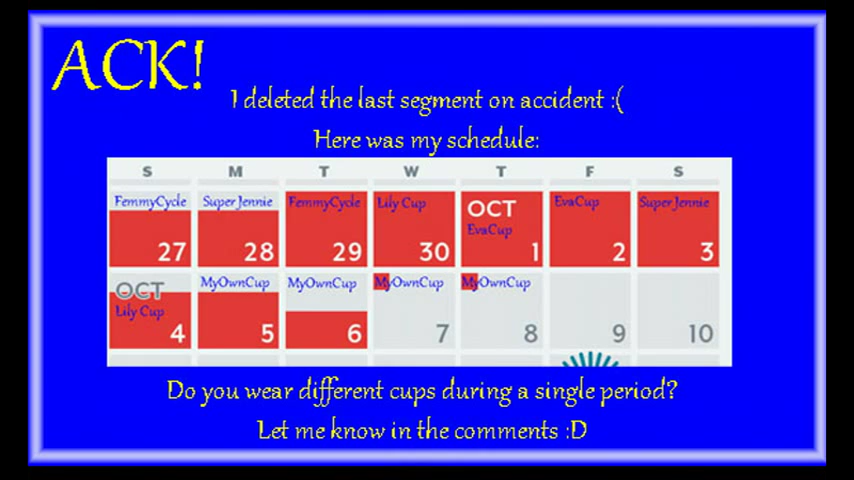 ACK!
I deleted the last segment on accident :(
Here was my schedule:
S M T W T F S
FemmyCycle Super Jennie FemmyCycle Lily Cup OCT EvaCup Super Jennie
EvaCup
27 28 29 30 1 2 3
OCT MyOwnCup MyOwnCup MyOwnCup MyOwnCup
Lily Cup
4 5 6 7 8 9 10
Do you wear different cups during a single period?
Let me know in the comments :D